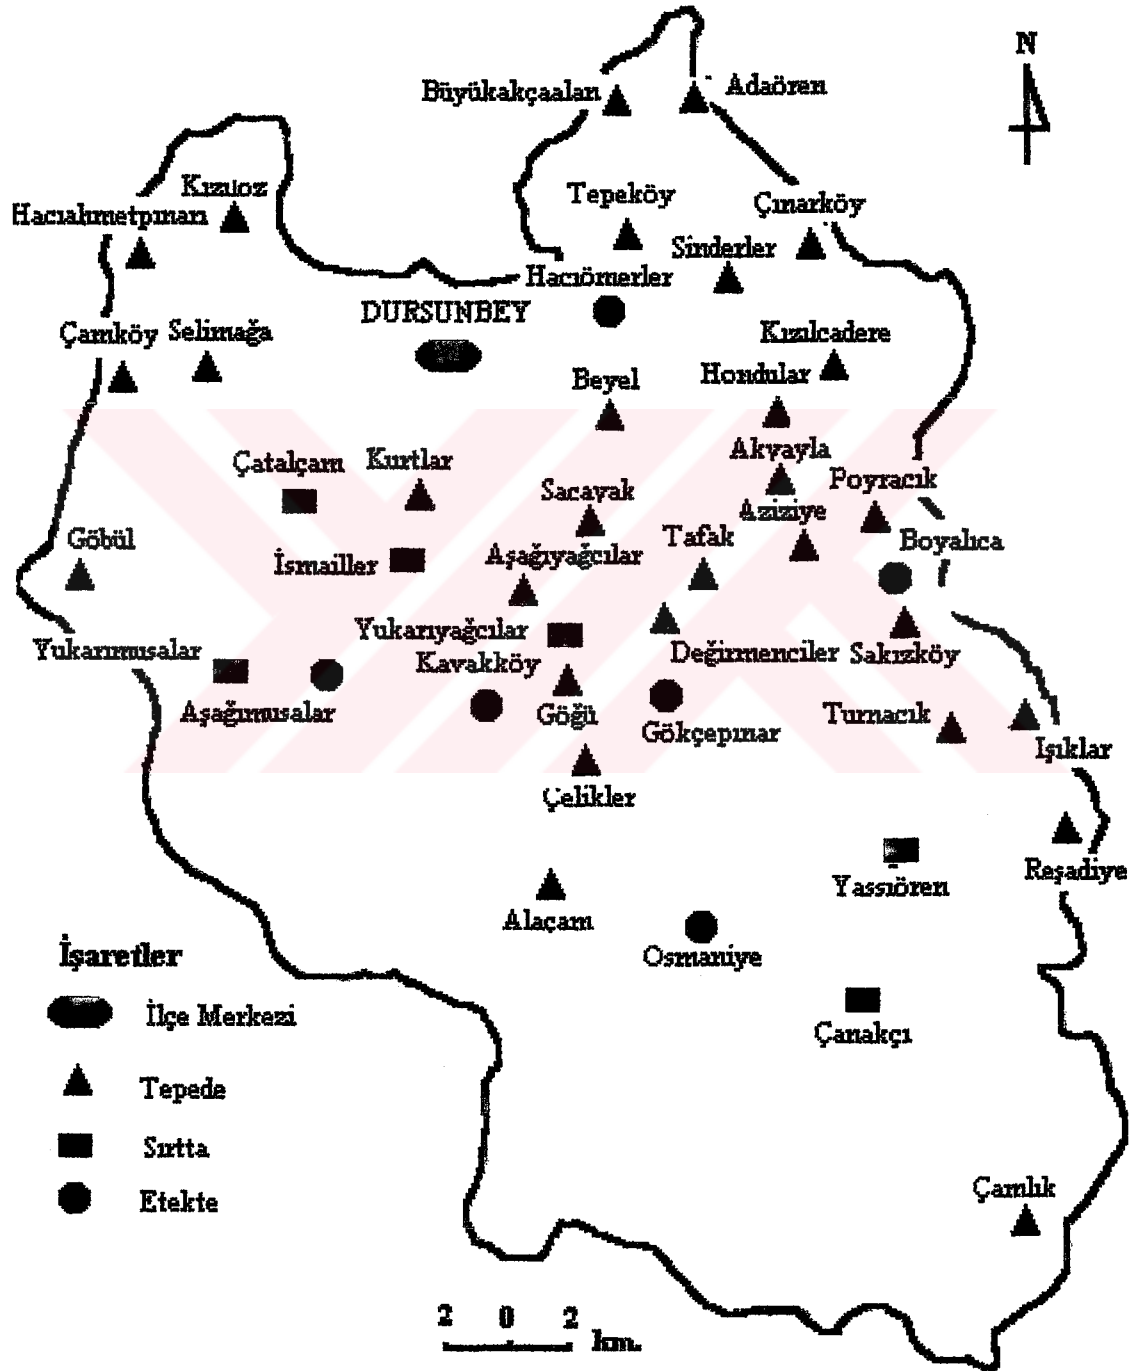 N
Büyükakçaalan
Adaören
Kızıloz
Hacıahmetpınarı
Tepeköy
Çınarköy
Sinderler
Hacıömerler
DURSUNBEY
Çamköy
Selimağa
Kızılcadere
Beyel
Hondular
Akyayla
Çatalçam
Kurtlar
Sacayak
Poyracık
Aziziye
Göbül
Tafak
Boyalıca
İsmailler
Aşağıyağcılar
Yukarıyağcılar
Yukarımusalar
Kavakköy
Değirmenciler
Sakızköy
Aşağımusalar
Göğü
Gökçepınar
Turnacık
Işıklar
Çelikler
Reşadiye
Yassıören
Alaçam
Osmaniye
Çanakçı
Çamlık
İşaretler
İlçe Merkezi
Tepede
Sırtta
Etekte
2 0 2
km.